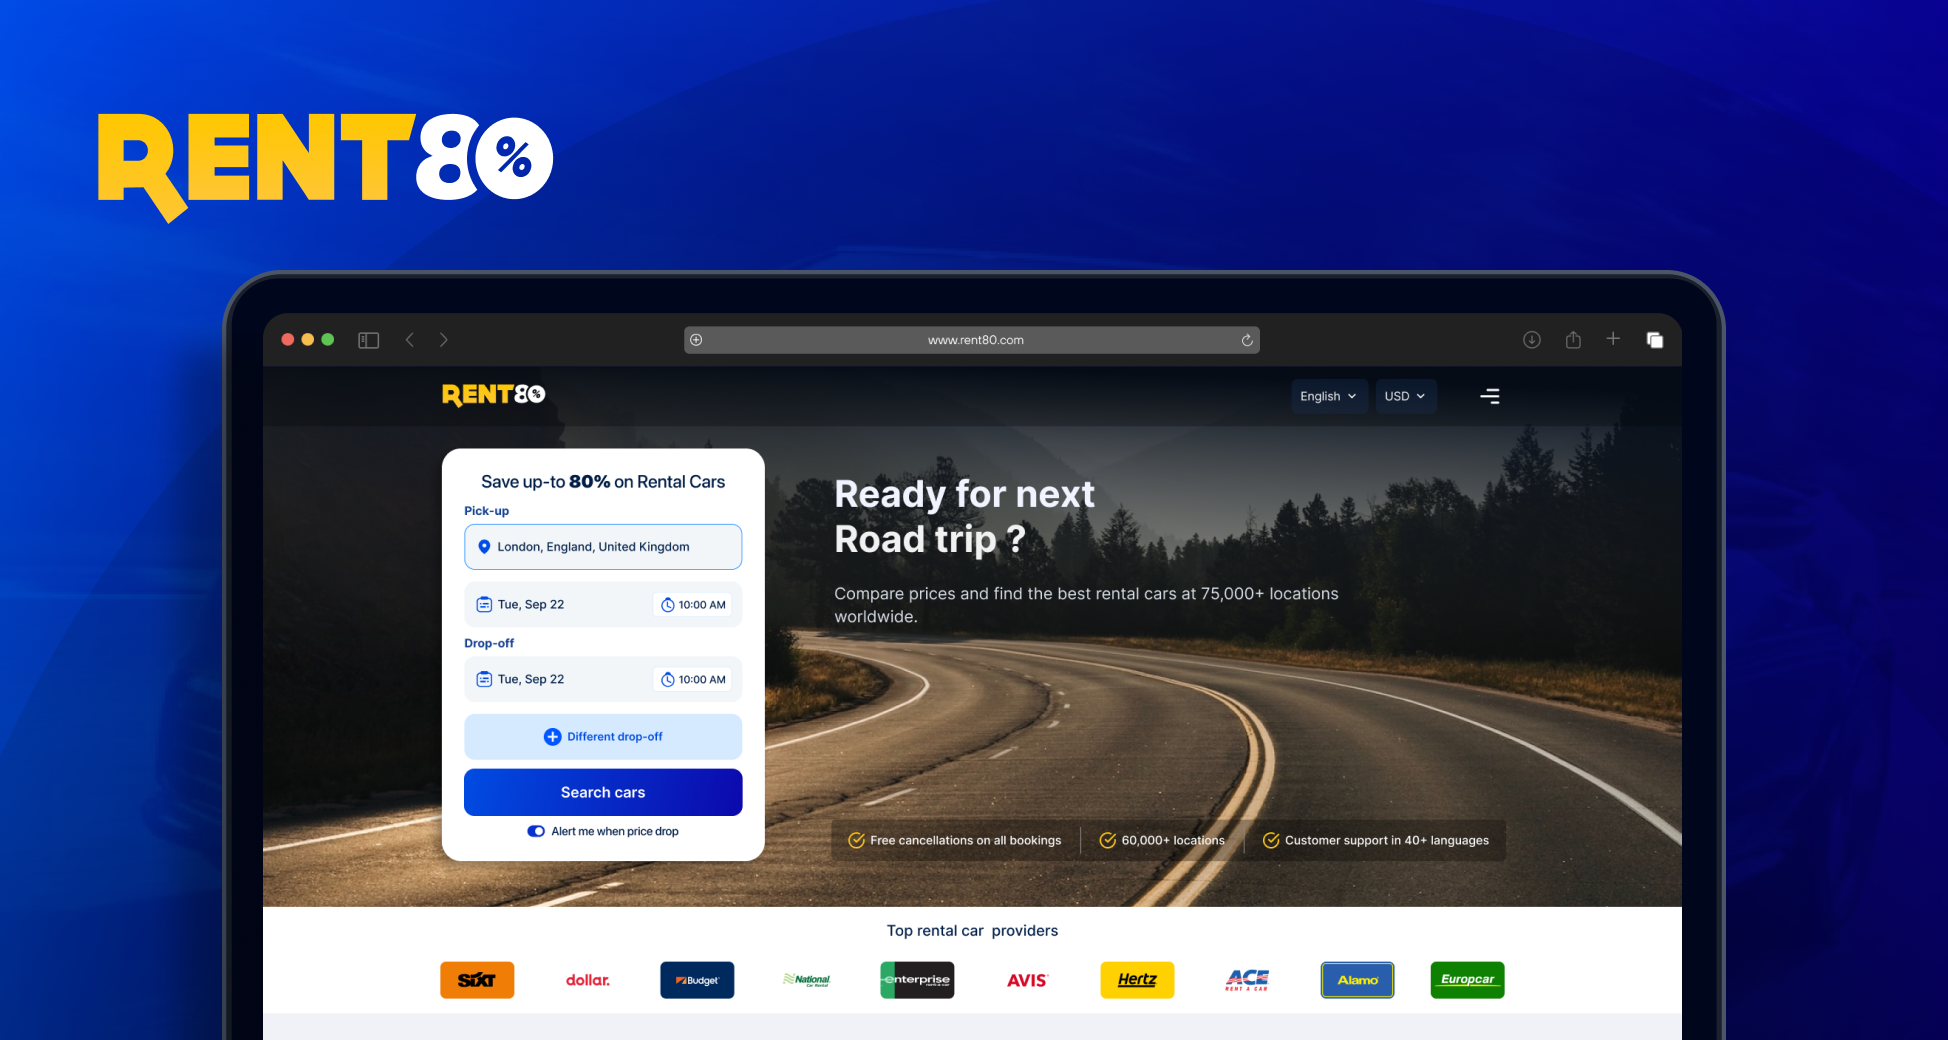 RENT80%
www.rent80.com
RENT80%
English
USD
Save up-to 80% on Rental Cars
Pick-up
London, England, United Kingdom
Tue, Sep 22
10:00 AM
Drop-off
Tue, Sep 22
10:00 AM
Different drop-off
Search cars
Alert me when price drop
Ready for next
Road trip ?
Compare prices and find the best rental cars at 75,000+ locations
worldwide.
Free cancellations on all bookings
60,000+ locations
Customer support in 40+ languages
Top rental car providers
SIXT
dollar.
Budget
National
Car Rental
enterprise
RENT-A-CAR
AVIS
Hertz
ACE
RENT A CAR
Alamo
Europcar